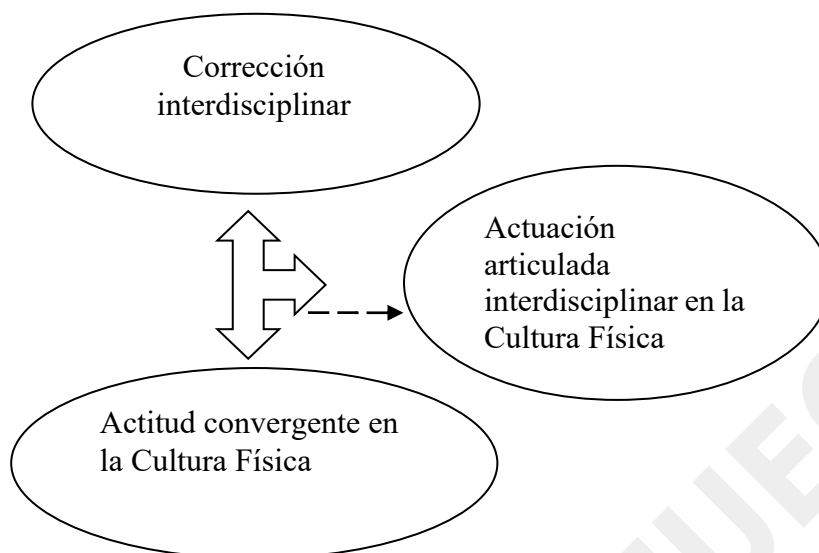 Corrección
interdisciplinar
Actuación
articulada
interdisciplinar en la
Cultura Física
Actitud convergente en
la Cultura Física